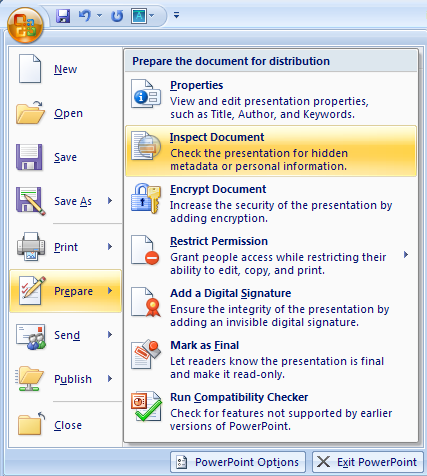 New
Open
Save
Save As
Print
Prepare
Send
Publish
Close
Prepare the document for distribution
Properties
View and edit presentation properties,
such as Title, Author, and Keywords.
Inspect Document
Check the presentation for hidden
metadata or personal information.
Encrypt Document
Increase the security of the presentation by
adding encryption.
Restrict Permission
Grant people access while restricting their
ability to edit, copy, and print.
Add a Digital Signature
Ensure the integrity of the presentation by
adding an invisible digital signature.
Mark as Final
Let readers know the presentation is final
and make it read-only.
Run Compatibility Checker
Check for features not supported by earlier
versions of PowerPoint.
PowerPoint Options
Exit PowerPoint